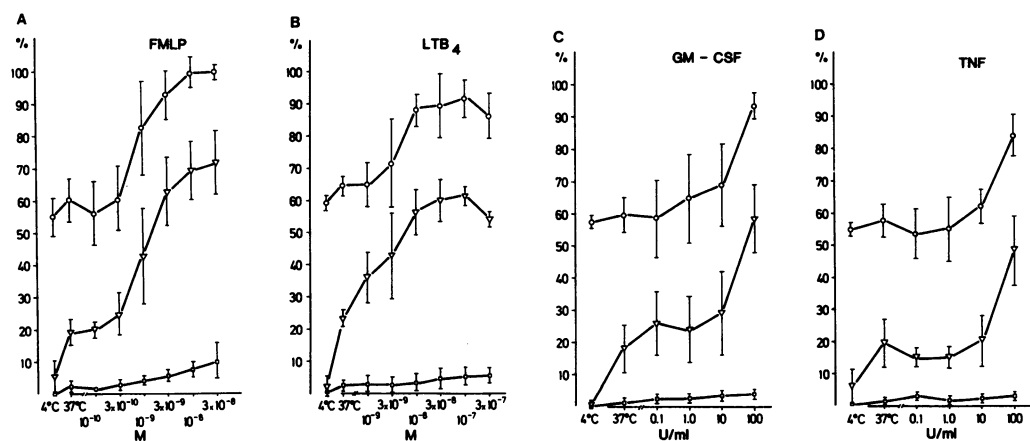 A
FMLP
%
100
90
80
70
60
50
40
30
20
10
4°C 37°C 3x10⁻¹⁰ 3x10⁻⁹ 3x10⁻⁸
10⁻¹⁰ 10⁻⁹ 10⁻⁸
M
B
LTB₄
%
100
90
80
70
60
50
40
30
20
10
4°C 37°C 3x10⁻⁹ 3x10⁻⁸ 3x10⁻⁷
10⁻⁹ 10⁻⁸ 10⁻⁷
M
C
GM – CSF
%
100
90
80
70
60
50
40
30
20
10
4°C 37°C 0.1 1.0 10 100
U/ml
D
TNF
%
100
90
80
70
60
50
40
30
20
10
4°C 37°C 0.1 1.0 10 100
U/ml